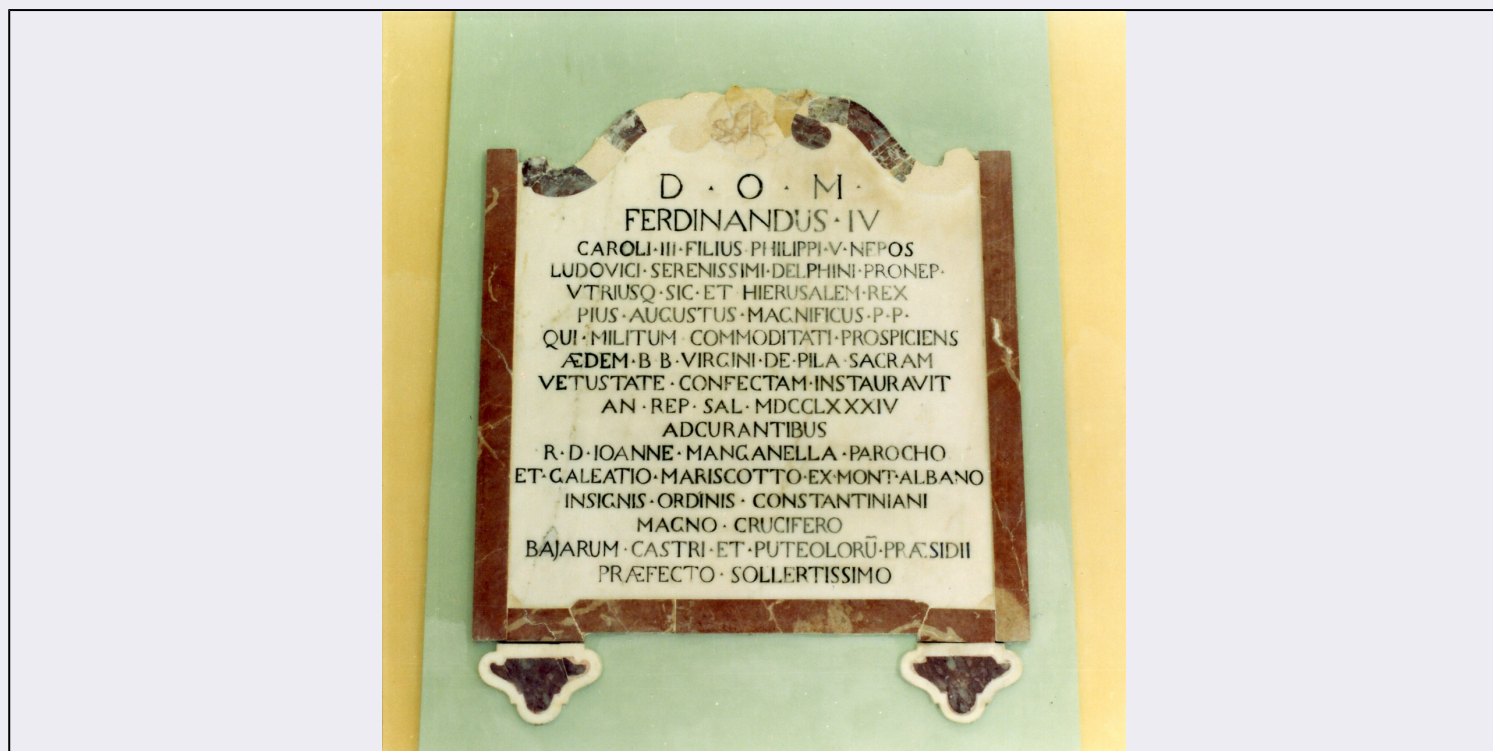 D · O · M ·
FERDINANDUS · IV
CAROLI · III · FILIUS · PHILIPPI · V · NEPOS
LUDOVICI · SERENISSIMI · DELPHINI · PRONEP ·
VTRIUSQ · SIC · ET HIERUSALEM · REX
PIUS · AUGUSTUS · MAGNIFICUS · P · P ·
QUI · MILITUM · COMMODITATI · PROSPICIENS
ÆDEM · B B · VIRGINI · DE · PILA · SACRAM
VETUSTATE · CONFECTAM · INSTAURAVIT
AN · REP · SAL · MDCCLXXXIV
ADCURANTIBUS
R · D · IOANNE · MANGANELLA · PAROCHO
ET · GALEATIO · MARISCOTTO · EX · MONT · ALBANO
INSIGNIS · ORDINIS · CONSTANTINIANI
MAGNO · CRUCIFERO
BAJARUM · CASTRI · ET · PUTEOLORŪ · PRÆSIDII
PRÆFECTO · SOLLERTISSIMO